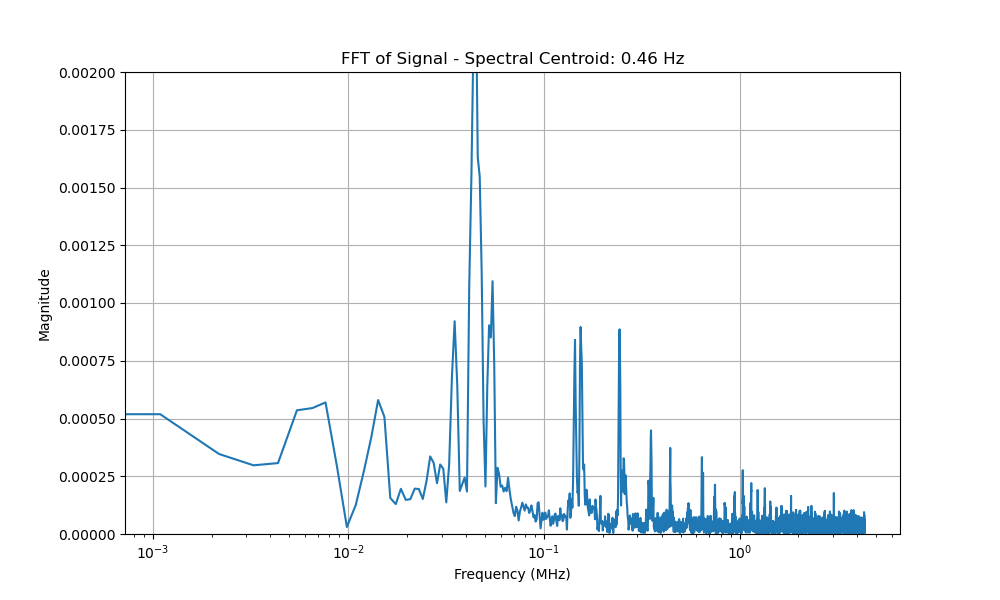 FFT of Signal - Spectral Centroid: 0.46 Hz
0.00200
0.00175
0.00150
0.00125
0.00100
0.00075
0.00050
0.00025
0.00000
Magnitude
10⁻³ 10⁻² 10⁻¹ 10⁰
Frequency (MHz)